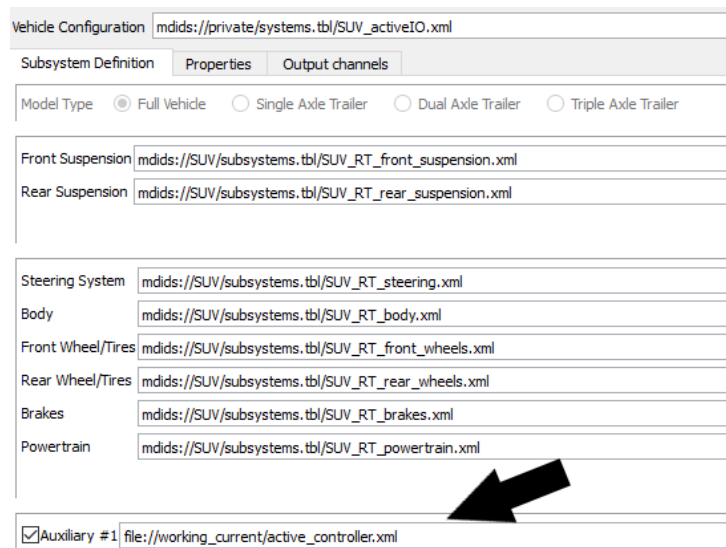 Vehicle Configuration mdids://private/systems.tbl/SUV_activeIO.xml
Subsystem Definition Properties Output channels
Model Type Full Vehicle Single Axle Trailer Dual Axle Trailer Triple Axle Trailer
Front Suspension mdids://SUV/subsystems.tbl/SUV_RT_front_suspension.xml
Rear Suspension mdids://SUV/subsystems.tbl/SUV_RT_rear_suspension.xml
Steering System mdids://SUV/subsystems.tbl/SUV_RT_steering.xml
Body mdids://SUV/subsystems.tbl/SUV_RT_body.xml
Front Wheel/Tires mdids://SUV/subsystems.tbl/SUV_RT_front_wheels.xml
Rear Wheel/Tires mdids://SUV/subsystems.tbl/SUV_RT_rear_wheels.xml
Brakes mdids://SUV/subsystems.tbl/SUV_RT_brakes.xml
Powertrain mdids://SUV/subsystems.tbl/SUV_RT_powertrain.xml
Auxiliary #1 file://working_current/active_controller.xml